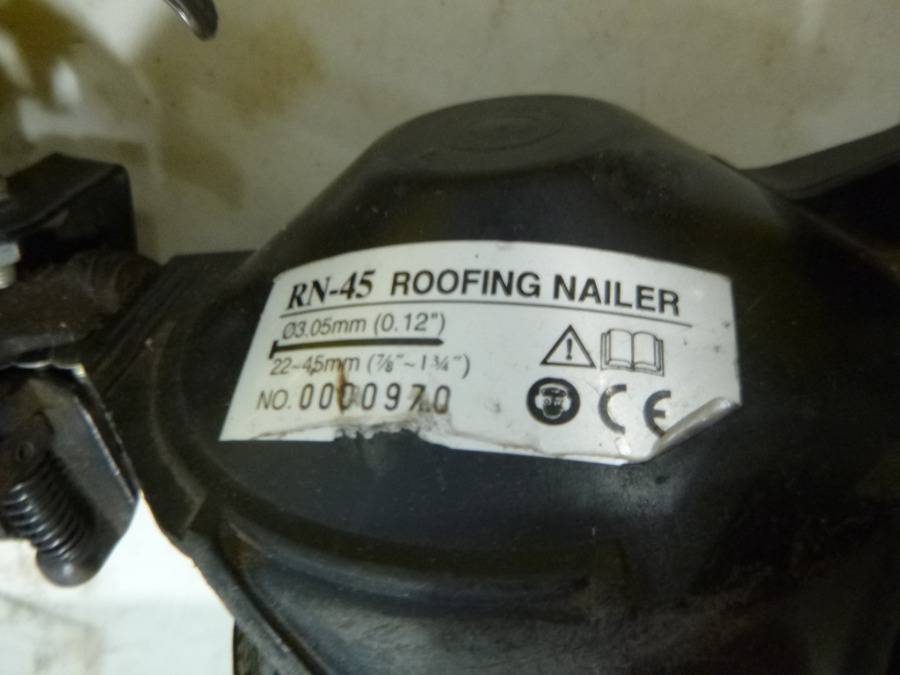 RN-45 ROOFING NAILER
Ø3.05mm (0.12")
22~45mm (7/8"~1 3/4")
NO. 0000970
CE